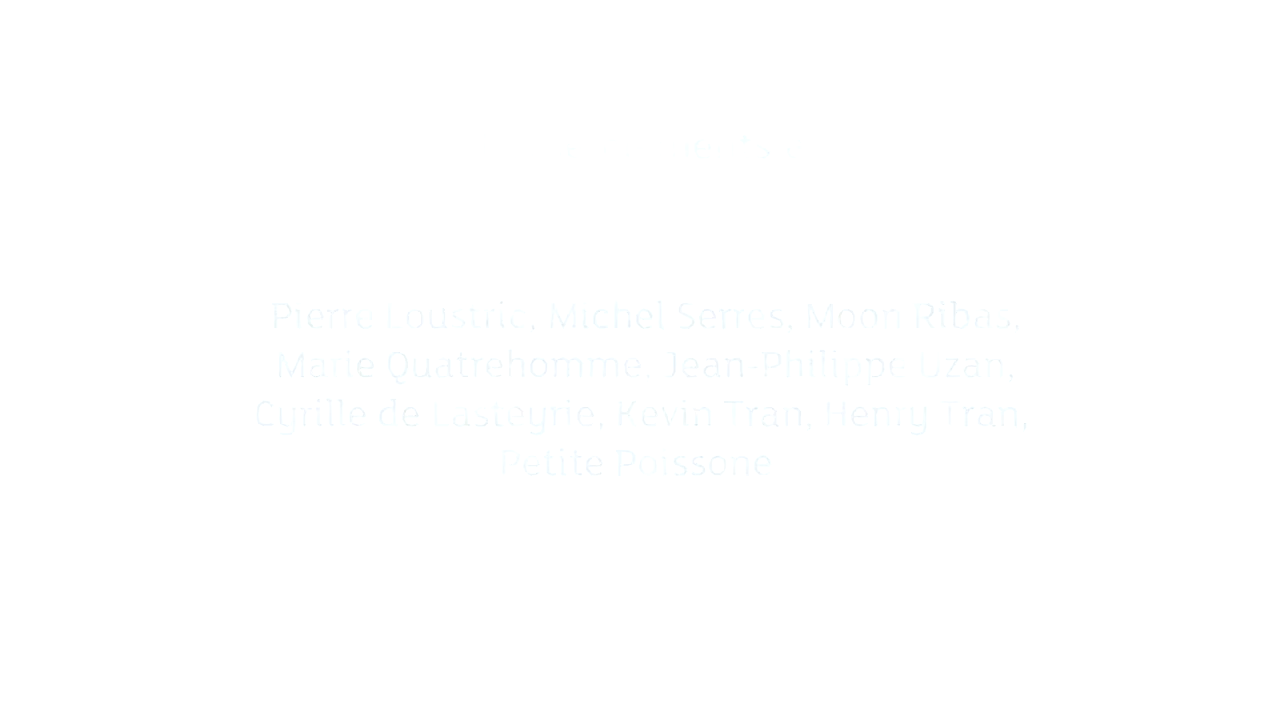 Pierre Loustric, Michel Serres, Moon Ribas,
Marie Quatrehomme, Jean-Philippe Uzan,
Cyrille de Lasteyrie, Kevin Tran, Henry Tran,
Petite Poissone